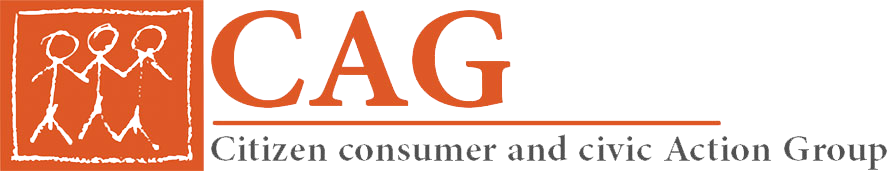 CAG
Citizen consumer and civic Action Group